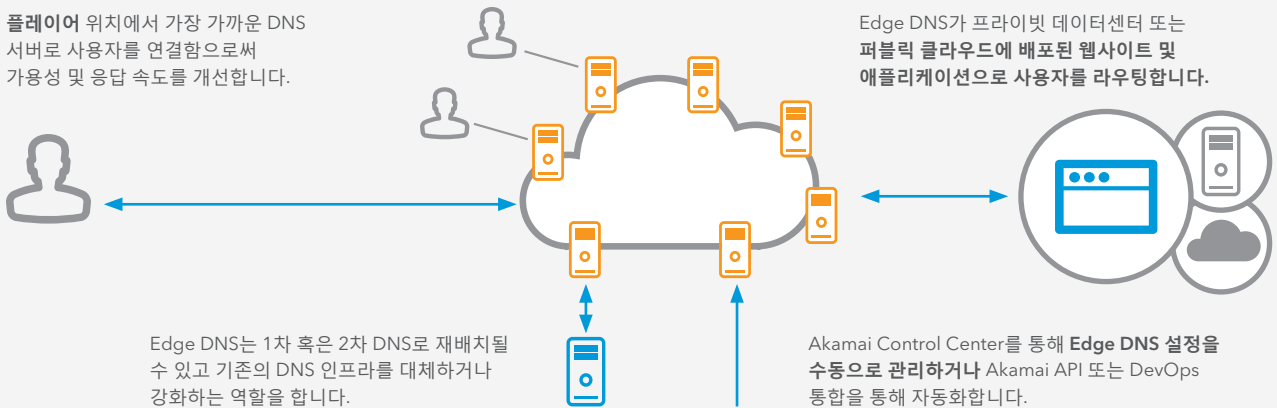 플레이어 위치에서 가장 가까운 DNS
서버로 사용자를 연결함으로써
가용성 및 응답 속도를 개선합니다.
Edge DNS가 프라이빗 데이터센터 또는
퍼블릭 클라우드에 배포된 웹사이트 및
애플리케이션으로 사용자를 라우팅합니다.
Edge DNS는 1차 혹은 2차 DNS로 재배치될
수 있고 기존의 DNS 인프라를 대체하거나
강화하는 역할을 합니다.
Akamai Control Center를 통해 Edge DNS 설정을
수동으로 관리하거나 Akamai API 또는 DevOps
통합을 통해 자동화합니다.